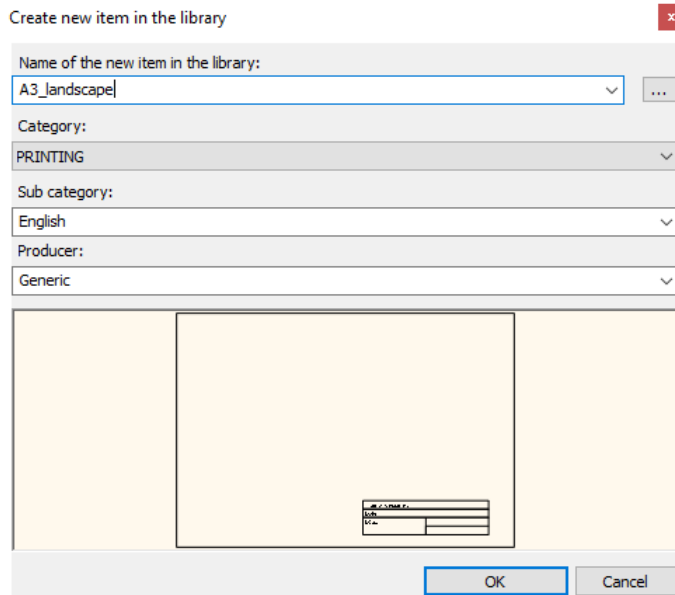 Create new item in the library
x
Name of the new item in the library:
A3_landscape
...
Category:
PRINTING
Sub category:
English
Producer:
Generic
OK
Cancel